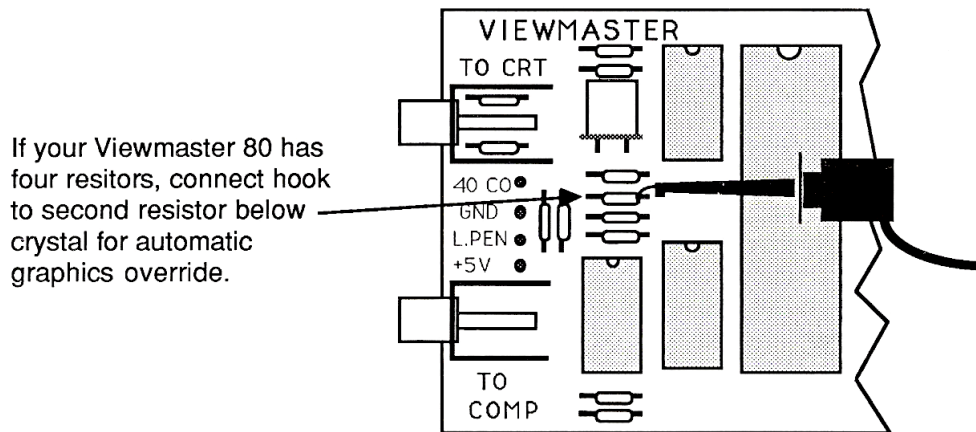 VIEWMASTER
TO CRT
If your Viewmaster 80 has
four resitors, connect hook
to second resistor below
crystal for automatic
graphics override.
40 CO
GND
L.PEN
+5V
TO
COMP